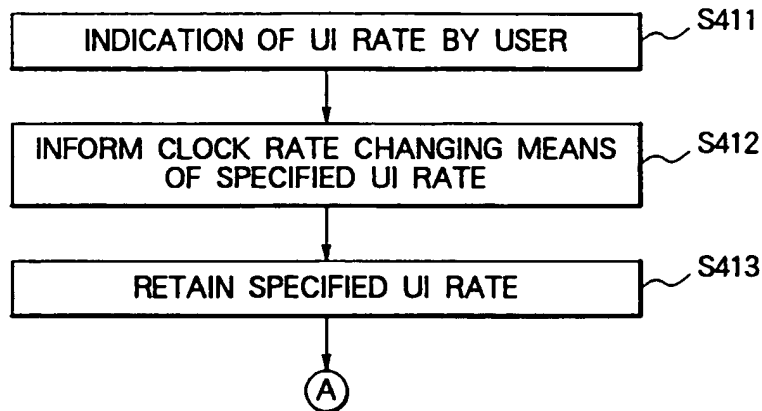 INDICATION OF UI RATE BY USER
S411
INFORM CLOCK RATE CHANGING MEANS
OF SPECIFIED UI RATE
S412
RETAIN SPECIFIED UI RATE
S413
A